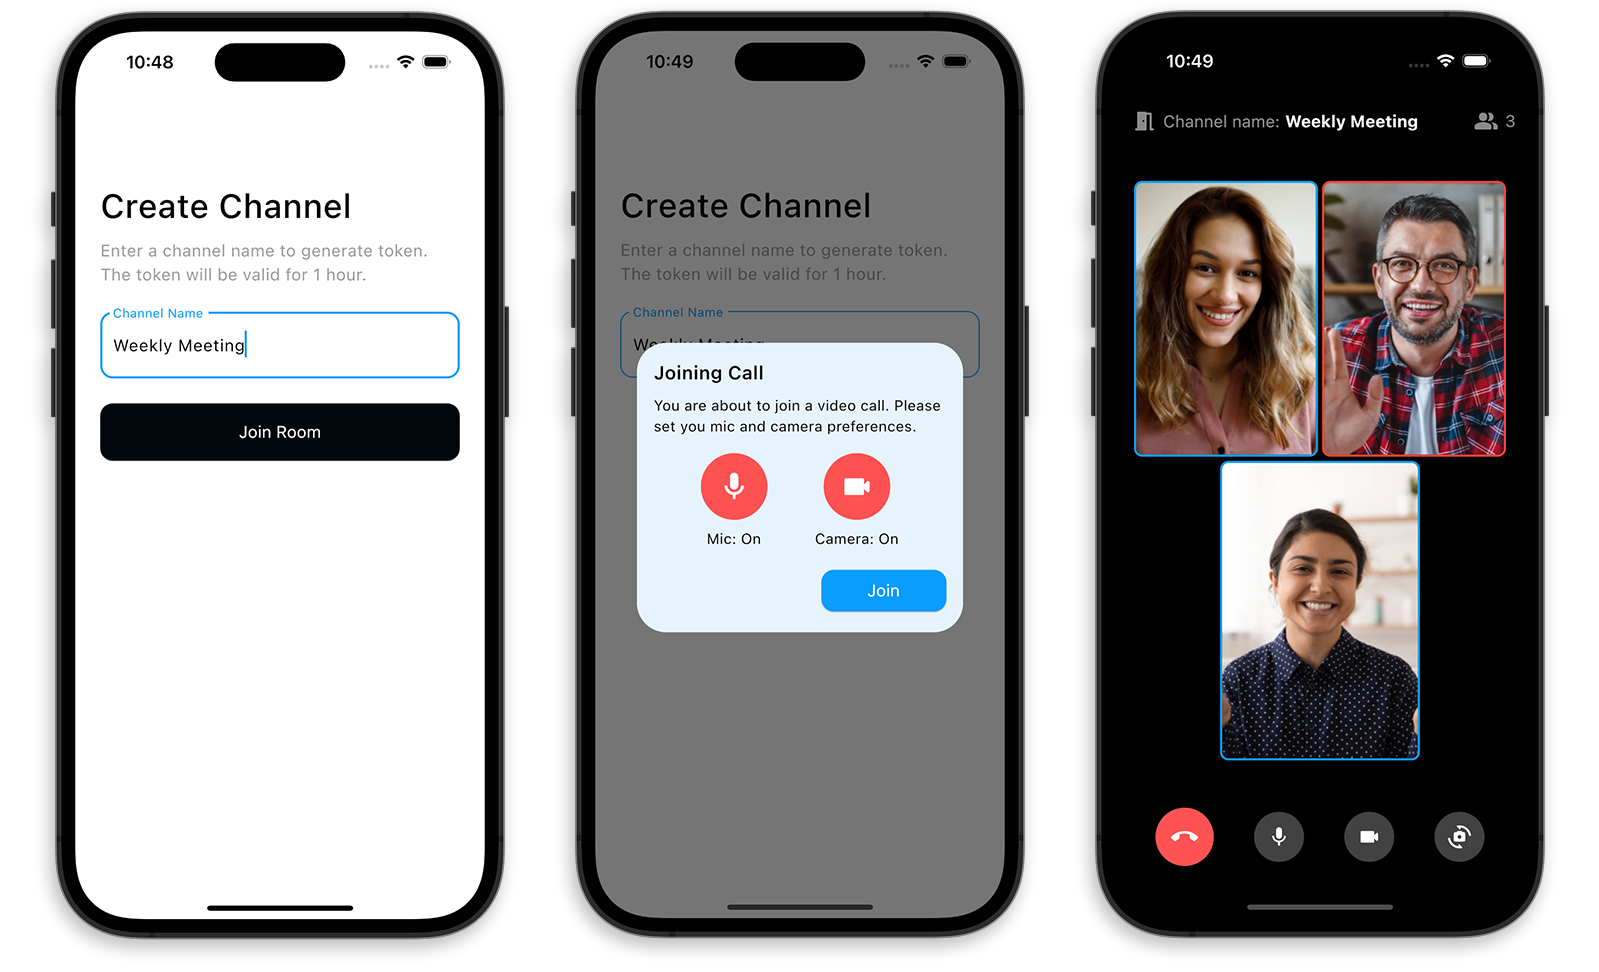 10:48
Create Channel
Enter a channel name to generate token.
The token will be valid for 1 hour.
Channel Name
Weekly Meeting
Join Room
10:49
Create Channel
Enter a channel name to generate token.
The token will be valid for 1 hour.
Channel Name
Weekly Meeting
Joining Call
You are about to join a video call. Please
set you mic and camera preferences.
Mic: On
Camera: On
Join
10:49
Channel name: Weekly Meeting
3